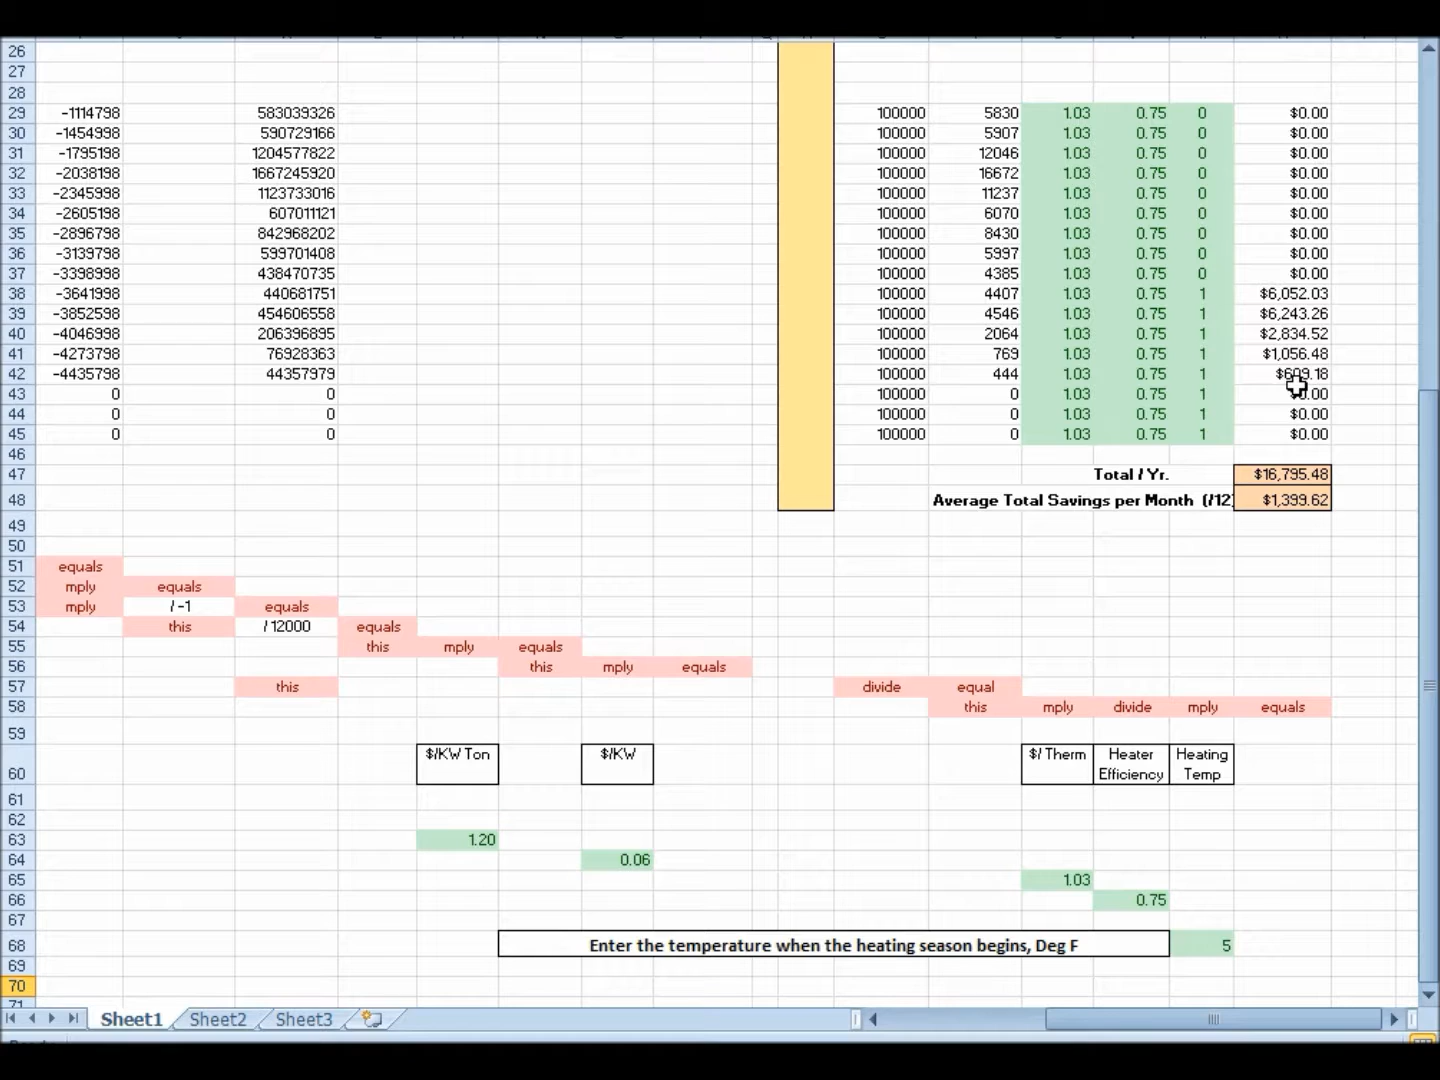 26
27
28
29 -1114798 583039326 100000 5830 1.03 0.75 0 $0.00
30 -1454998 590729166 100000 5907 1.03 0.75 0 $0.00
31 -1795198 1204577822 100000 12046 1.03 0.75 0 $0.00
32 -2038198 1667245920 100000 16672 1.03 0.75 0 $0.00
33 -2345998 1123733016 100000 11237 1.03 0.75 0 $0.00
34 -2605198 607011121 100000 6070 1.03 0.75 0 $0.00
35 -2896798 842968202 100000 8430 1.03 0.75 0 $0.00
36 -3139798 599701408 100000 5997 1.03 0.75 0 $0.00
37 -3398998 438470735 100000 4385 1.03 0.75 0 $0.00
38 -3641998 440681751 100000 4407 1.03 0.75 1 $6,052.03
39 -3852598 454606558 100000 4546 1.03 0.75 1 $6,243.26
40 -4046998 206396895 100000 2064 1.03 0.75 1 $2,834.52
41 -4273798 76928363 100000 769 1.03 0.75 1 $1,056.48
42 -4435798 44357979 100000 444 1.03 0.75 1 $609.18
43 0 0 100000 0 1.03 0.75 1 $0.00
44 0 0 100000 0 1.03 0.75 1 $0.00
45 0 0 100000 0 1.03 0.75 1 $0.00
46
47 Total / Yr. $16,795.48
48 Average Total Savings per Month (/12) $1,399.62
49
50
51 equals
52 mply equals
53 mply / -1 equals
54 this / 12000 equals
55 this mply equals
56 this mply equals
57 this divide equal
58 this mply divide mply equals
59
60 $/KW Ton $/KW $/ Therm Heater Efficiency Heating Temp
61
62
63 1.20
64 0.06
65 1.03
66 0.75
67
68 Enter the temperature when the heating season begins, Deg F 5
69
70
71
Sheet1 Sheet2 Sheet3